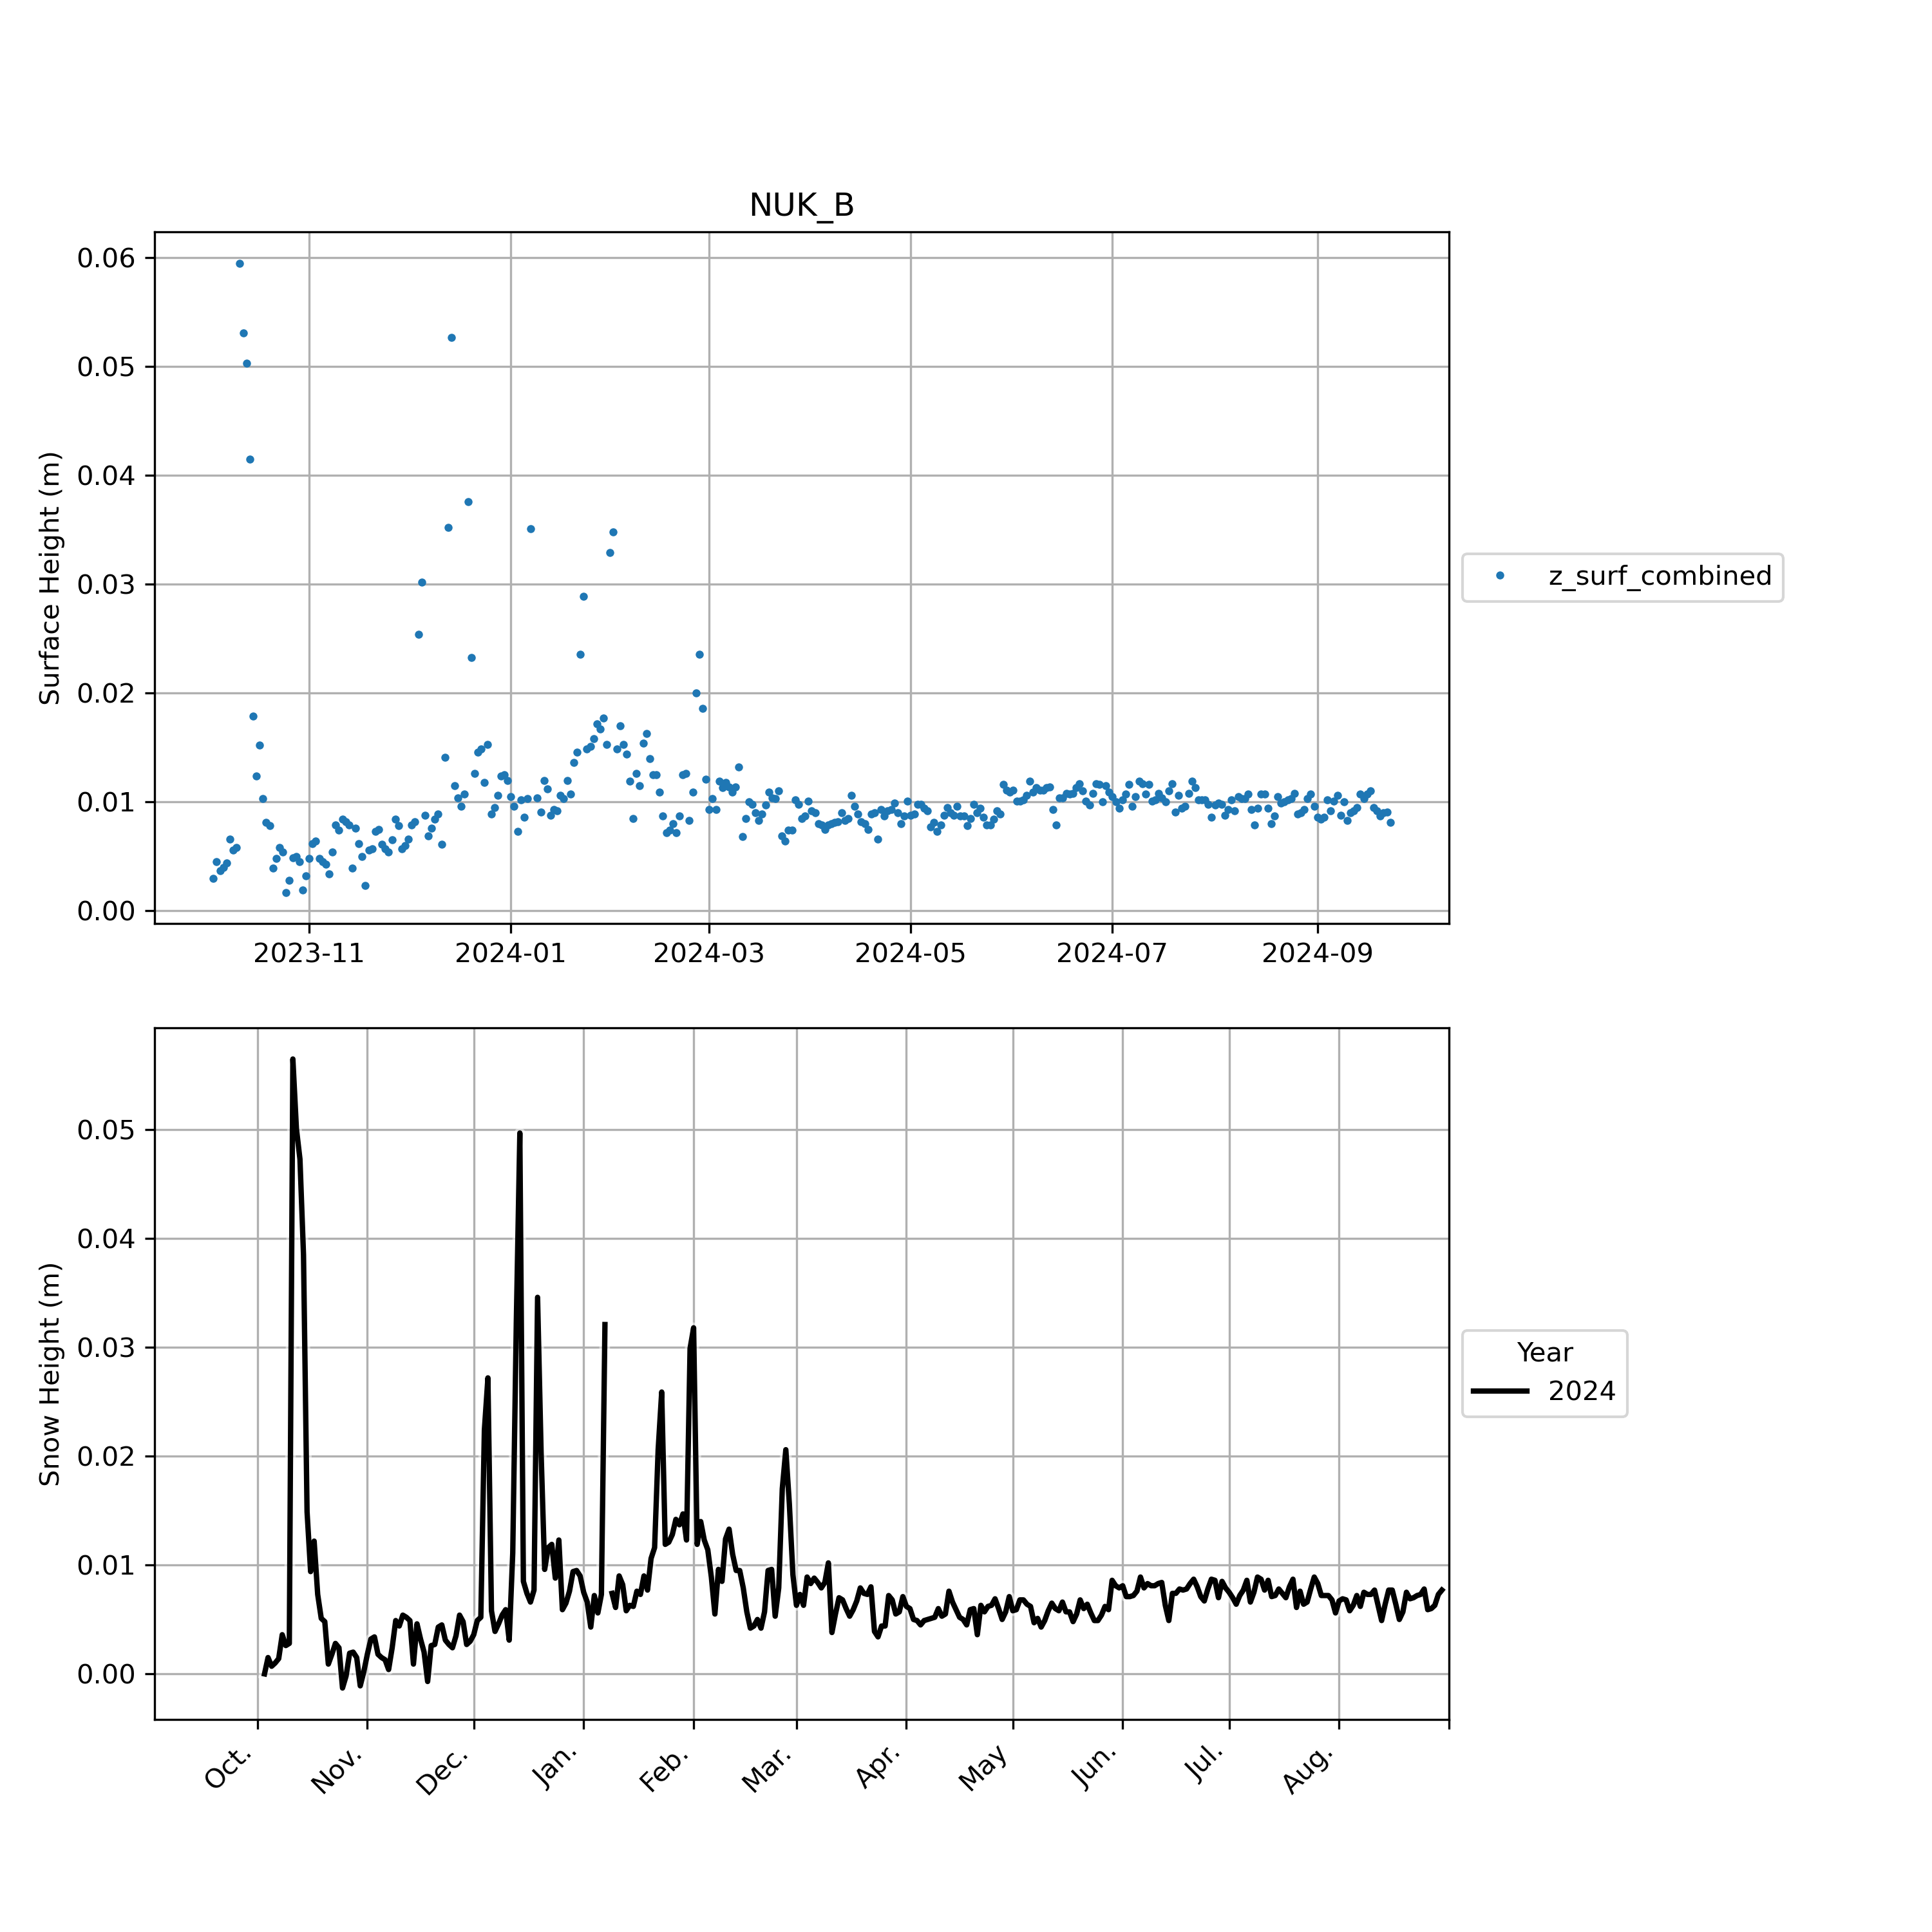 NUK_B
0.06
0.05
0.04
0.03
0.02
0.01
0.00
Surface Height (m)
2023-11 2024-01 2024-03 2024-05 2024-07 2024-09
z_surf_combined
0.05
0.04
0.03
0.02
0.01
0.00
Snow Height (m)
Oct. Nov. Dec. Jan. Feb. Mar. Apr. May Jun. Jul. Aug.
Year
2024